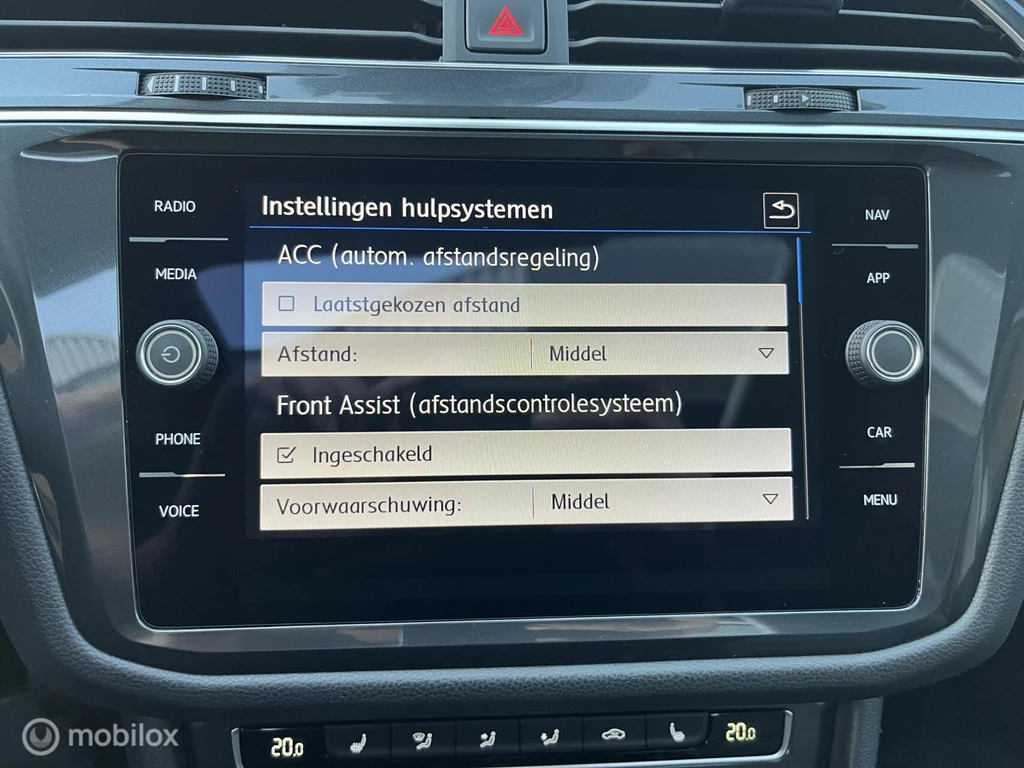 RADIO
MEDIA
PHONE
VOICE
Instellingen hulpsystemen
ACC (autom. afstandsregeling)
Laatstgekozen afstand
Afstand: Middel
Front Assist (afstandscontrolesysteem)
Ingeschakeld
Voorwaarschuwing: Middel
NAV
APP
CAR
MENU
20.0 20.0
mobilox